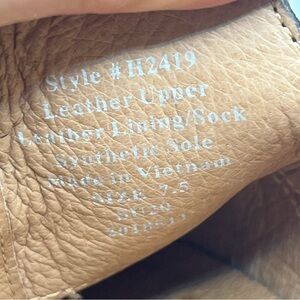 Style #H2419
Leather Upper
Leather Lining/Sock
Synthetic Sole
Made in Vietnam
SIZE 7.5